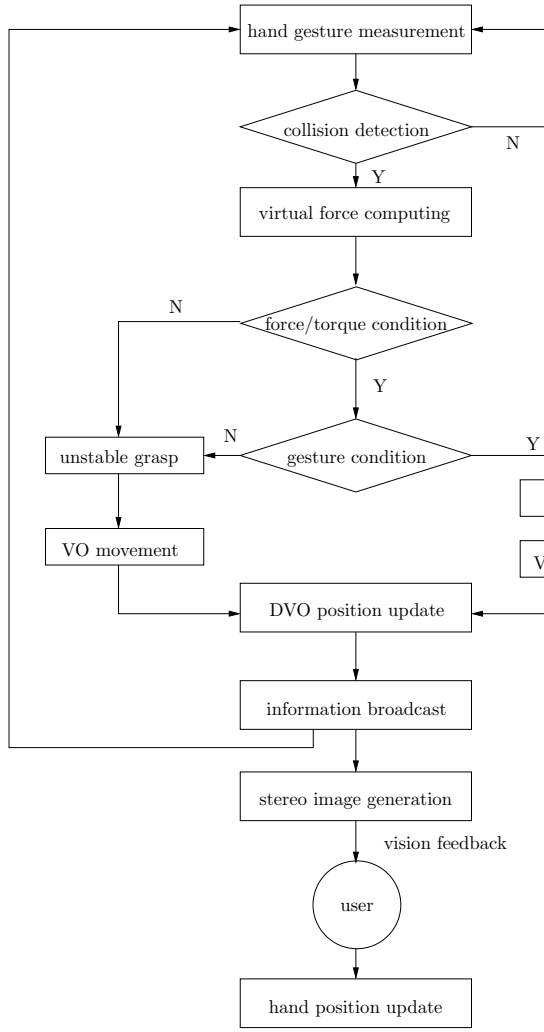 hand gesture measurement
collision detection
N
Y
virtual force computing
N
force/torque condition
Y
N
gesture condition
Y
unstable grasp
VO movement
V
DVO position update
information broadcast
stereo image generation
vision feedback
user
hand position update